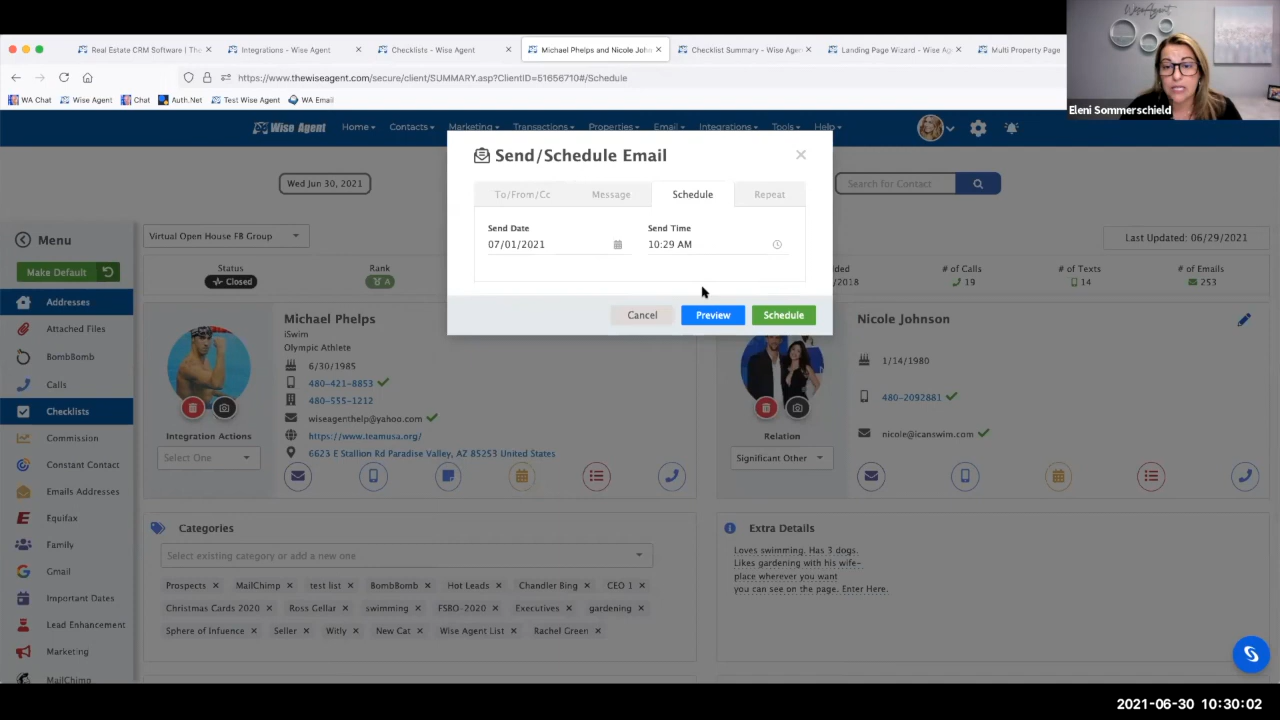 WiseAgent
Eleni Sommerschield
Real Estate CRM Software | The
Integrations - Wise Agent
Checklists - Wise Agent
Michael Phelps and Nicole John
Checklist Summary - Wise Agen
Landing Page Wizard - Wise Ag
Multi Property Page
https://www.thewiseagent.com/secure/client/SUMMARY.asp?ClientID=51656710#/Schedule
WA Chat Wise Agent Chat Auth.Net Test Wise Agent WA Email
Wise Agent Home Contacts Marketing Transactions Properties Email Integrations Tools Help
Send/Schedule Email
Wed Jun 30, 2021
Search for Contact
To/From/Cc Message Schedule Repeat
Send Date Send Time
07/01/2021 10:29 AM
Cancel Preview Schedule
Menu
Virtual Open House FB Group
Last Updated: 06/29/2021
Make Default
Status
Closed
Rank
A
ded
/2018
# of Calls
19
# of Texts
14
# of Emails
253
Addresses
Attached Files
BombBomb
Calls
Checklists
Commission
Constant Contact
Emails Addresses
Equifax
Family
Gmail
Important Dates
Lead Enhancement
Marketing
MailChimp
Michael Phelps
iSwim
Olympic Athlete
6/30/1985
480-421-8853
480-555-1212
wiseagenthelp@yahoo.com
https://www.teamusa.org/
6623 E Stallion Rd Paradise Valley, AZ 85253 United States
Integration Actions
Select One
Nicole Johnson
1/14/1980
480-2092881
nicole@icanswim.com
Relation
Significant Other
Categories
Select existing category or add a new one
Prospects MailChimp test list BombBomb Hot Leads Chandler Bing CEO 1
Christmas Cards 2020 Ross Gellar swimming FSBO-2020 Executives gardening
Sphere of Infuence Seller Witly New Cat Wise Agent List Rachel Green
Extra Details
Loves swimming. Has 3 dogs.
Likes gardening with his wife-
place wherever you want
you can see on the page. Enter Here.
2021-06-30 10:30:02